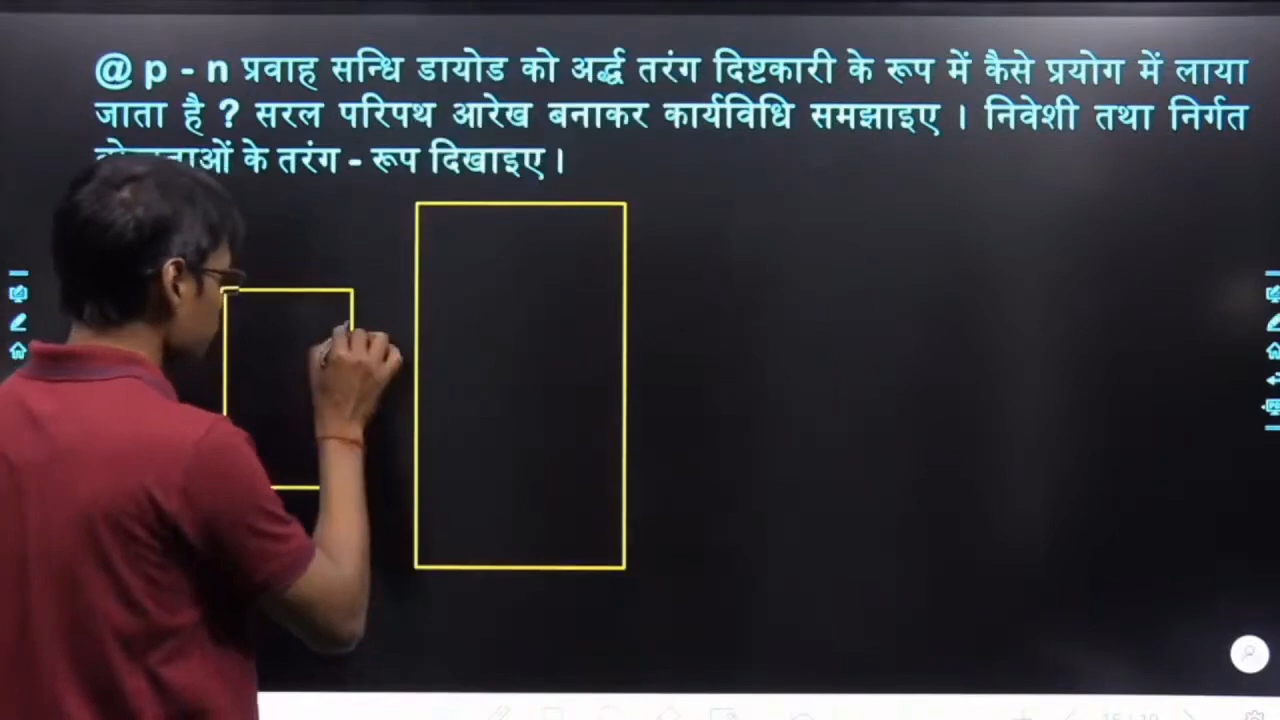 @ p - n प्रवाह सन्धि डायोड को अर्द्ध तरंग दिष्टकारी के रूप में कैसे प्रयोग में लाया
जाता है ? सरल परिपथ आरेख बनाकर कार्यविधि समझाइए । निवेशी तथा निर्गत
के तरंग - रूप दिखाइए ।